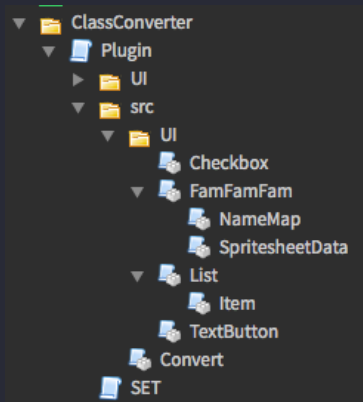 ClassConverter
Plugin
UI
src
UI
Checkbox
FamFamFam
NameMap
SpritesheetData
List
Item
TextButton
Convert
SET